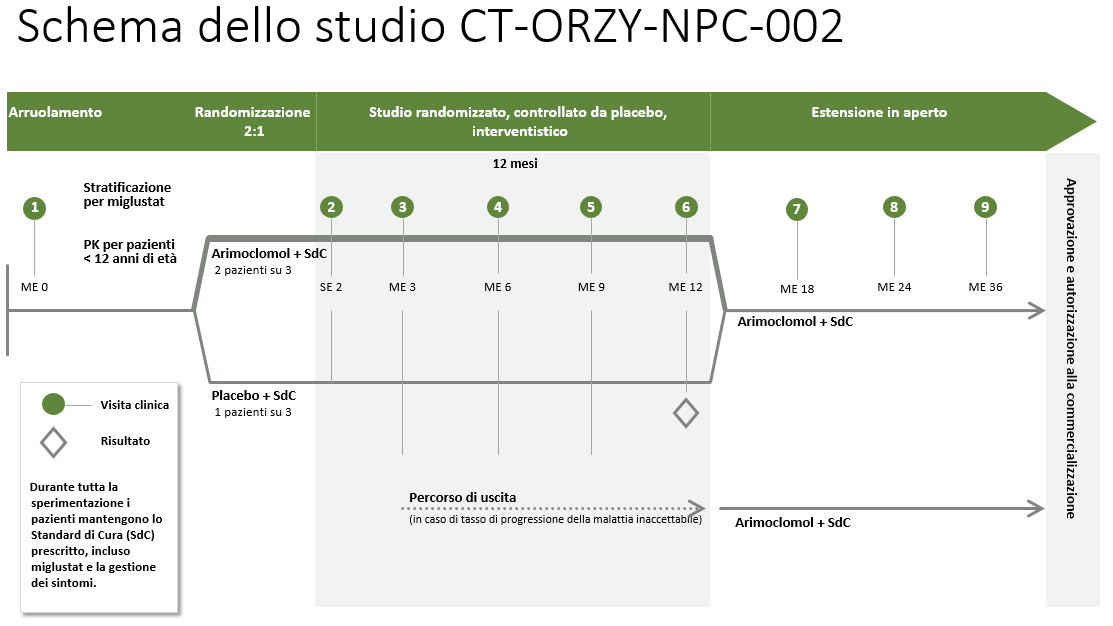 Schema dello studio CT-ORZY-NPC-002
Arruolamento
Randomizzazione
2:1
Studio randomizzato, controllato da placebo,
interventistico
Estensione in aperto
12 mesi
Stratificazione
per miglustat
PK per pazienti
< 12 anni di età
1
2
3
4
5
6
7
8
9
Arimoclomol + SdC
2 pazienti su 3
ME 0
SE 2
ME 3
ME 6
ME 9
ME 12
ME 18
ME 24
ME 36
Arimoclomol + SdC
Placebo + SdC
1 pazienti su 3
Visita clinica
Risultato
Durante tutta la
sperimentazione i
pazienti mantengono lo
Standard di Cura (SdC)
prescritto, incluso
miglustat e la gestione
dei sintomi.
Percorso di uscita
(in caso di tasso di progressione della malattia inaccettabile)
Arimoclomol + SdC
Approvazione e autorizzazione alla commercializzazione